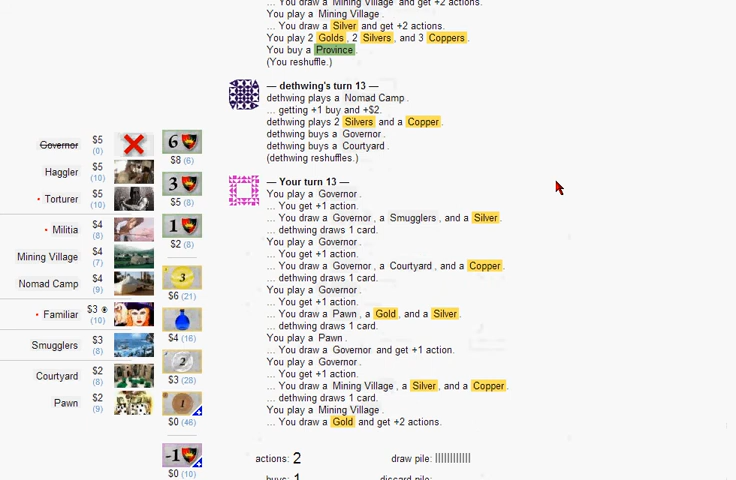 ... You draw a Mining Village and get +2 actions.
You play a Mining Village.
... You draw a Silver and get +2 actions.
You play 2 Golds, 2 Silvers, and 3 Coppers.
You buy a Province.
(You reshuffle.)
— dethwing's turn 13 —
dethwing plays a Nomad Camp.
... getting +1 buy and +$2.
dethwing plays 2 Silvers and a Copper.
dethwing buys a Governor.
dethwing buys a Courtyard.
(dethwing reshuffles.)
— Your turn 13 —
You play a Governor.
... You get +1 action.
... You draw a Governor, a Smugglers, and a Silver.
... dethwing draws 1 card.
You play a Governor.
... You get +1 action.
... You draw a Governor, a Courtyard, and a Copper.
... dethwing draws 1 card.
You play a Governor.
... You get +1 action.
... You draw a Pawn, a Gold, and a Silver.
... dethwing draws 1 card.
You play a Pawn.
... You draw a Governor and get +1 action.
You play a Governor.
... You get +1 action.
... You draw a Mining Village, a Silver, and a Copper.
... dethwing draws 1 card.
You play a Mining Village.
... You draw a Gold and get +2 actions.
actions: 2 draw pile: ||||||||||||
buys: 1 discard pile:
Governor $5 (0)
Haggler $5 (10)
Torturer $5 (10)
Militia $4 (8)
Mining Village $4 (7)
Nomad Camp $4 (9)
Familiar $3 (10)
Smugglers $3 (8)
Courtyard $2 (8)
Pawn $2 (9)
6 $8 (6)
3 $5 (8)
1 $2 (8)
3 $6 (21)
$4 (16)
2 $3 (28)
1 $0 (46)
-1 $0 (10)